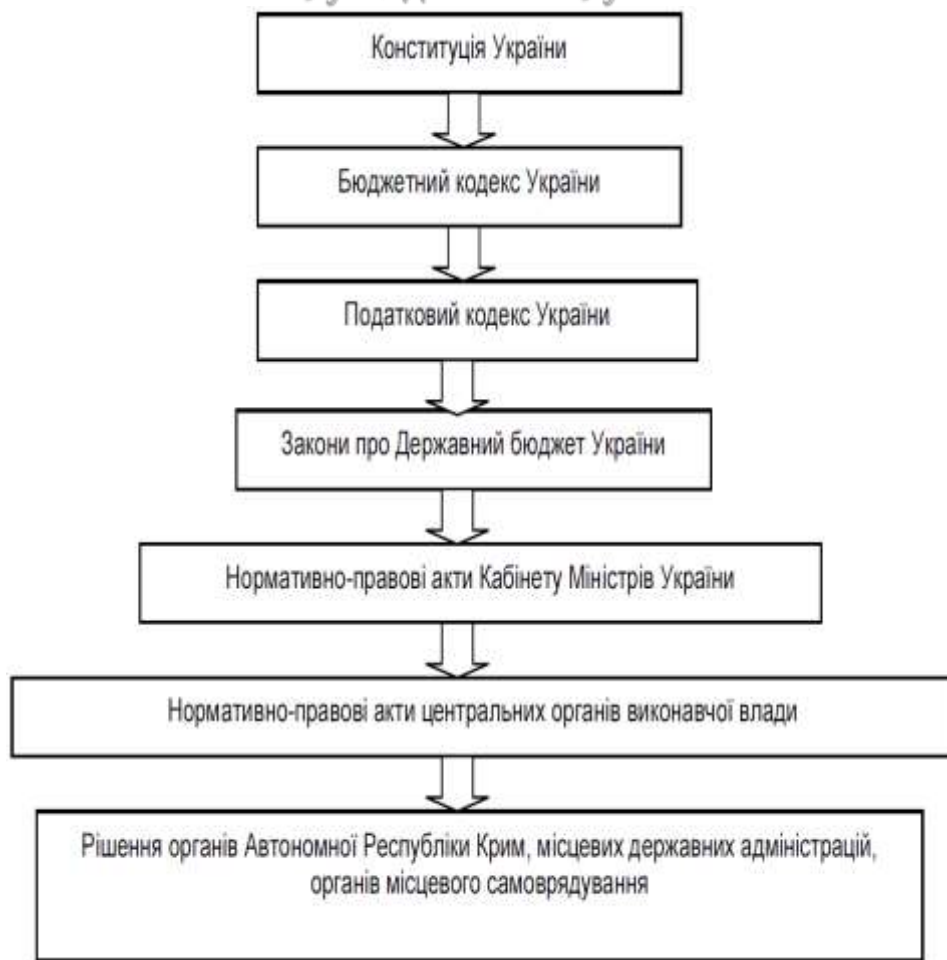 Конституція України
Бюджетний кодекс України
Податковий кодекс України
Закони про Державний бюджет України
Нормативно-правові акти Кабінету Міністрів України
Нормативно-правові акти центральних органів виконавчої влади
Рішення органів Автономної Республіки Крим, місцевих державних адміністрацій,
органів місцевого самоврядування